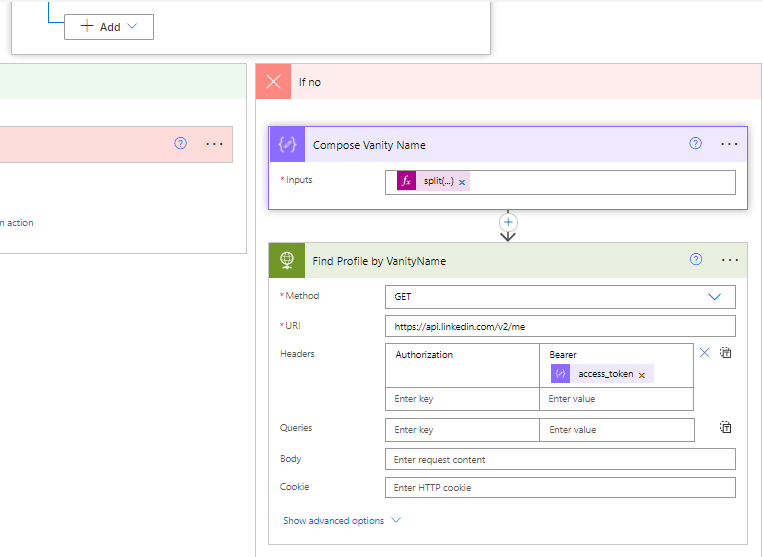 Add
If no
Compose Vanity Name
* Inputs
fx split(...) x
n action
Find Profile by VanityName
* Method
GET
* URI
https://api.linkedin.com/v2/me
Headers
Authorization
Bearer
access_token x
Enter key
Enter value
Queries
Enter key
Enter value
Body
Enter request content
Cookie
Enter HTTP cookie
Show advanced options